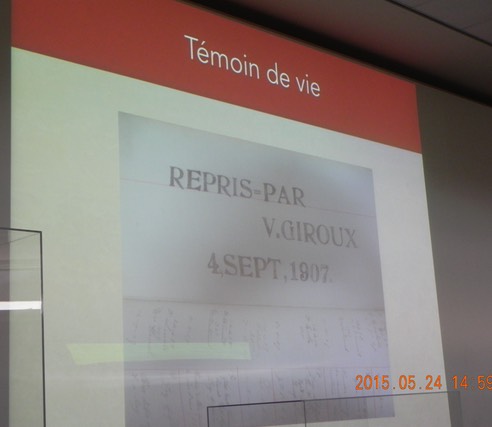 Témoin de vie
REPRIS=PAR
V.GIROUX
4,SEPT,1907.
2015.05.24 14 59